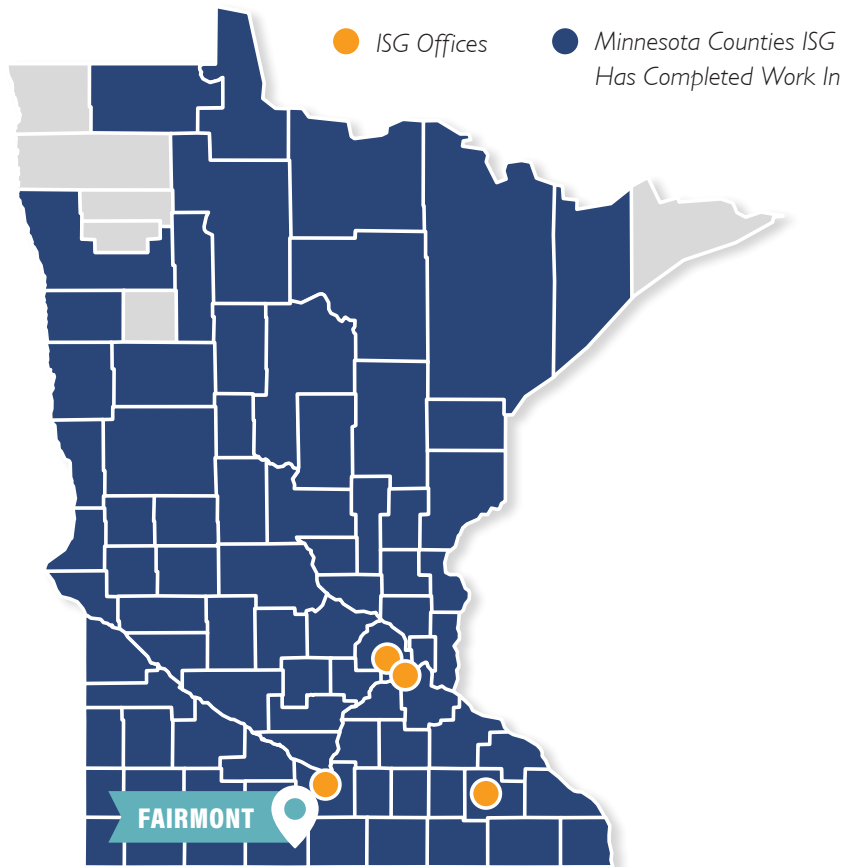 ISG Offices
Minnesota Counties ISG
Has Completed Work In
FAIRMONT